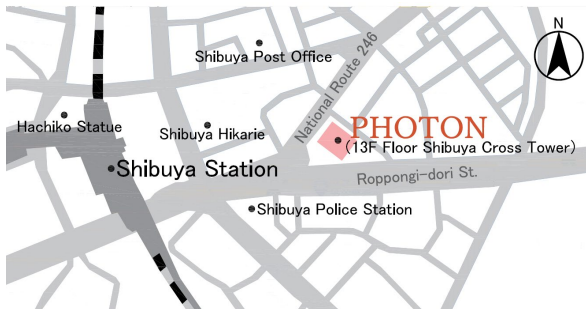 N
Shibuya Post Office
National Route 246
Hachiko Statue
Shibuya Hikarie
PHOTON
(13F Floor Shibuya Cross Tower)
Shibuya Station
Roppongi-dori St.
Shibuya Police Station